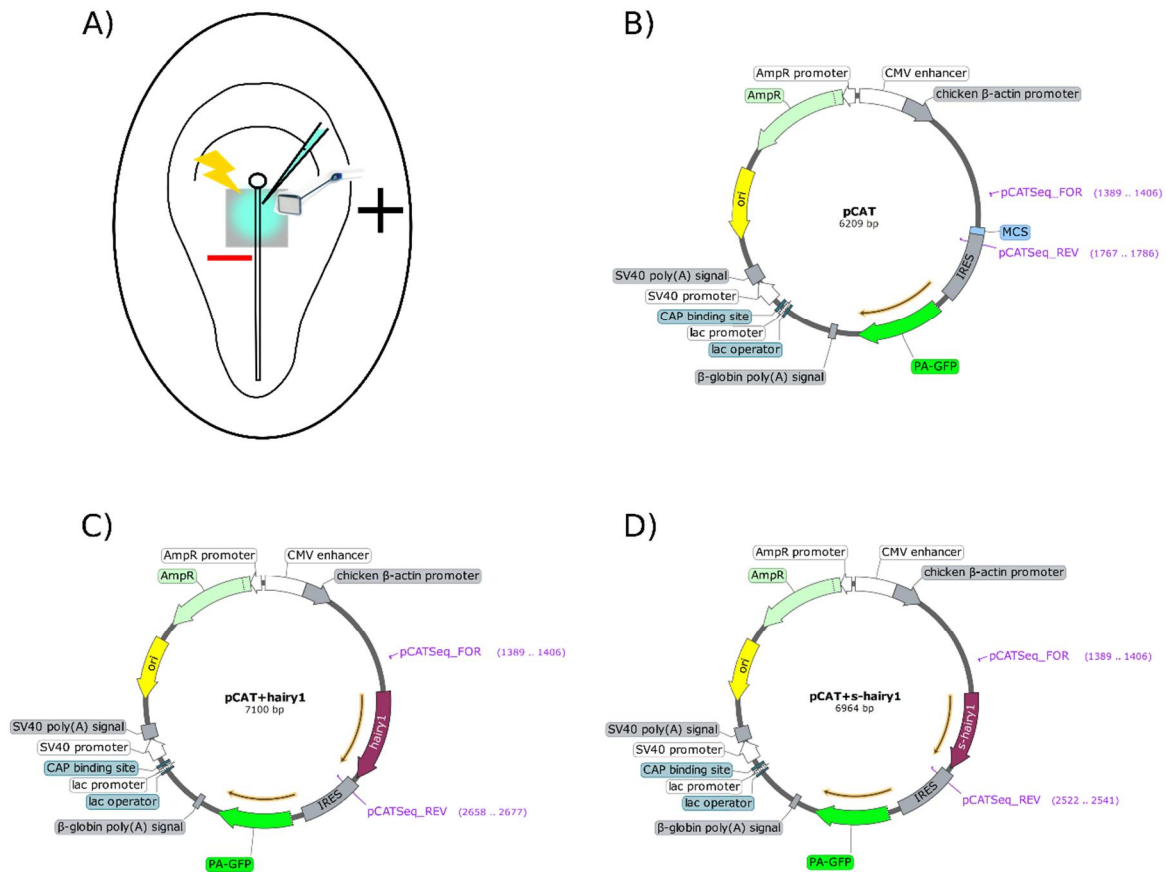 A)
B)
AmpR promoter
CMV enhancer
AmpR
chicken β-actin promoter
ori
pCAT
6209 bp
pCATSeq_FOR (1389 .. 1406)
MCS
pCATSeq_REV (1767 .. 1786)
IRES
SV40 poly(A) signal
SV40 promoter
CAP binding site
lac promoter
lac operator
β-globin poly(A) signal
PA-GFP
C)
AmpR promoter
CMV enhancer
AmpR
chicken β-actin promoter
ori
pCATSeq_FOR (1389 .. 1406)
pCAT+hairy1
7100 bp
hairy1
SV40 poly(A) signal
SV40 promoter
CAP binding site
lac promoter
lac operator
IRES
pCATSeq_REV (2658 .. 2677)
β-globin poly(A) signal
PA-GFP
D)
AmpR promoter
CMV enhancer
AmpR
chicken β-actin promoter
ori
pCATSeq_FOR (1389 .. 1406)
pCAT+s-hairy1
6964 bp
s-hairy1
SV40 poly(A) signal
SV40 promoter
CAP binding site
lac promoter
lac operator
IRES
pCATSeq_REV (2522 .. 2541)
β-globin poly(A) signal
PA-GFP